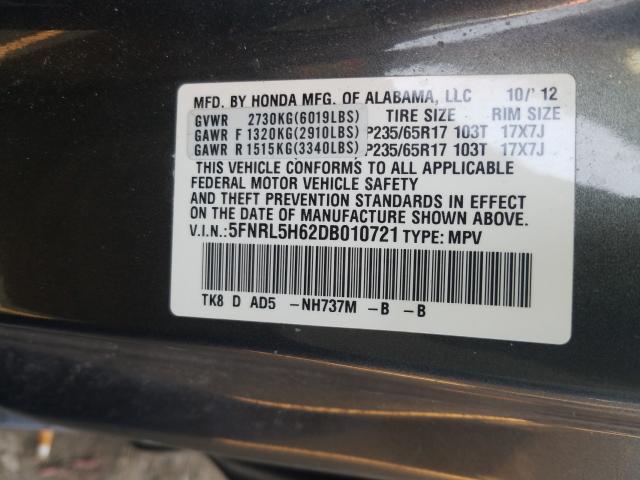 MFD. BY HONDA MFG. OF ALABAMA, LLC 10/'12
GVWR 2730KG(6019LBS) TIRE SIZE RIM SIZE
GAWR F 1320KG(2910LBS) P235/65R17 103T 17X7J
GAWR R 1515KG(3340LBS) P235/65R17 103T 17X7J
THIS VEHICLE CONFORMS TO ALL APPLICABLE
FEDERAL MOTOR VEHICLE SAFETY
AND THEFT PREVENTION STANDARDS IN EFFECT
ON THE DATE OF MANUFACTURE SHOWN ABOVE.
V.I.N.:5FNRL5H62DB010721 TYPE: MPV
TK8 D AD5 -NH737M -B -B